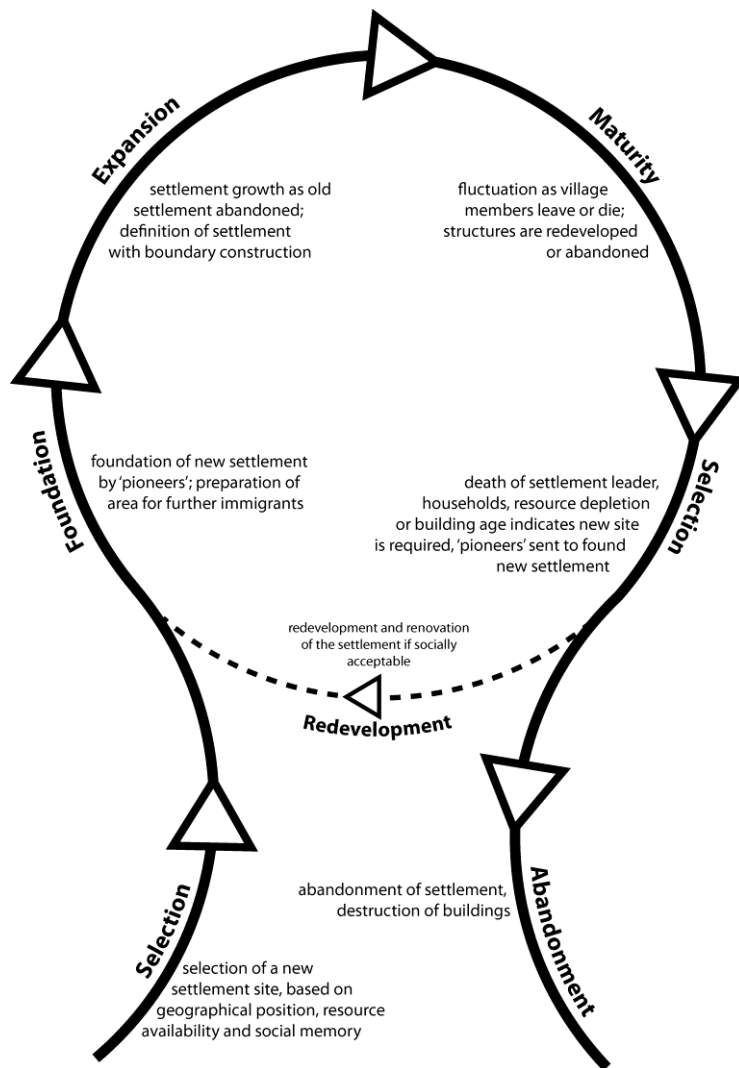 Expansion
settlement growth as old
settlement abandoned;
definition of settlement
with boundary construction
Maturity
fluctuation as village
members leave or die;
structures are redeveloped
or abandoned
Foundation
foundation of new settlement
by ‘pioneers’; preparation of
area for further immigrants
Selection
death of settlement leader,
households, resource depletion
or building age indicates new site
is required, ‘pioneers’ sent to found
new settlement
redevelopment and renovation
of the settlement if socially
acceptable
Redevelopment
Selection
selection of a new
settlement site, based on
geographical position, resource
availability and social memory
Abandonment
abandonment of settlement,
destruction of buildings